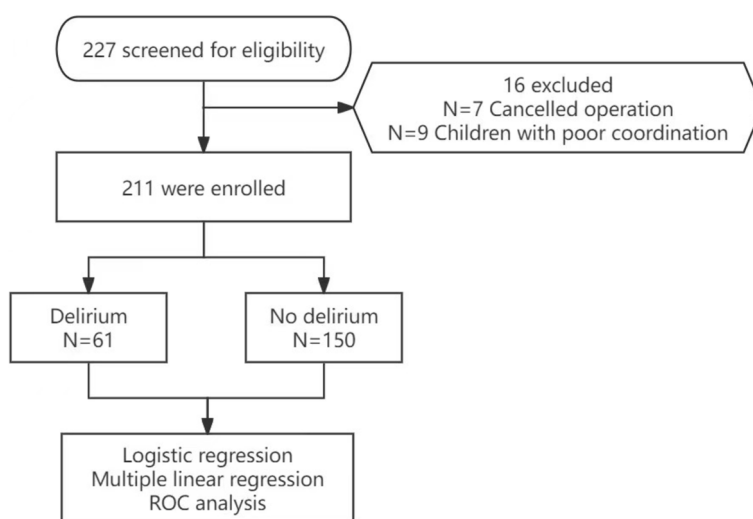 227 screened for eligibility
16 excluded
N=7 Cancelled operation
N=9 Children with poor coordination
211 were enrolled
Delirium
N=61
No delirium
N=150
Logistic regression
Multiple linear regression
ROC analysis